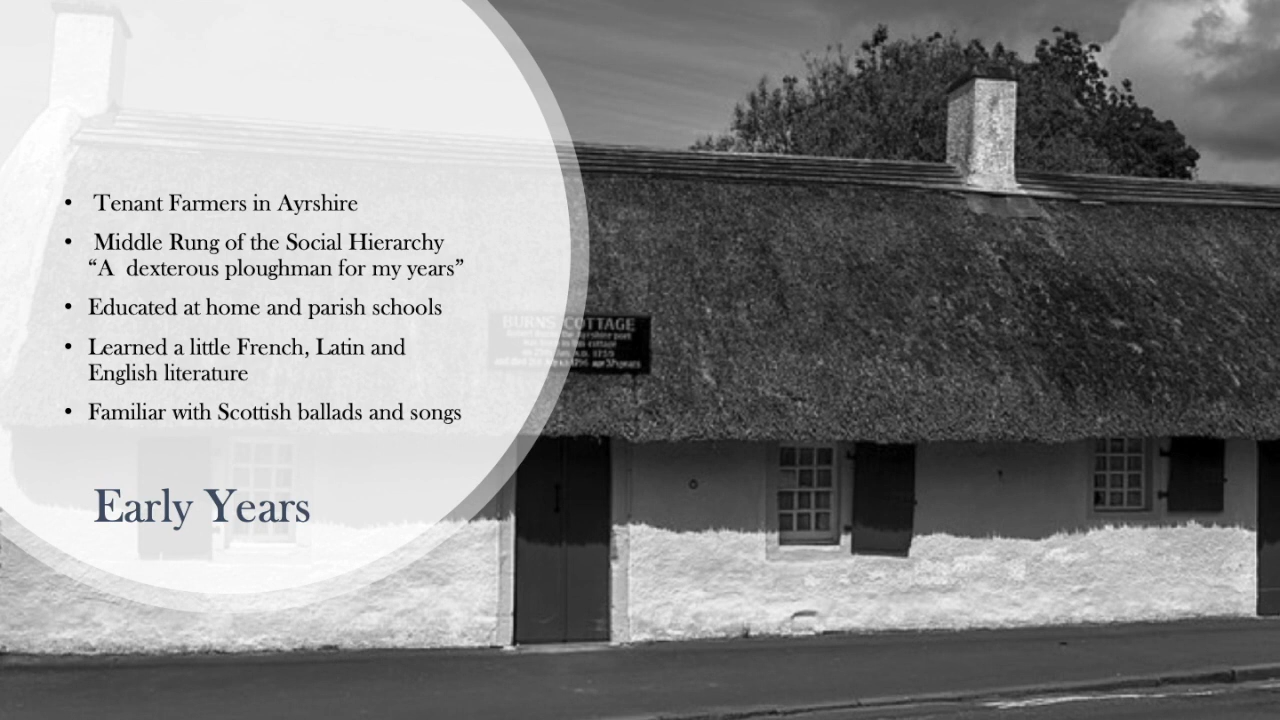 • Tenant Farmers in Ayrshire
• Middle Rung of the Social Hierarchy
“A dexterous ploughman for my years”
• Educated at home and parish schools
• Learned a little French, Latin and
English literature
• Familiar with Scottish ballads and songs
BURNS COTTAGE
Early Years